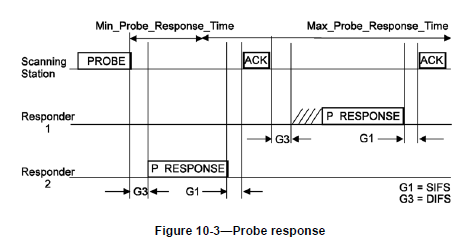 Min_Probe_Response_Time Max_Probe_Response_Time
Scanning
Station
PROBE
ACK
ACK
Responder
1
P RESPONSE
G3
G1
Responder
2
P RESPONSE
G3
G1
G1 = SIFS
G3 = DIFS
Figure 10-3—Probe response